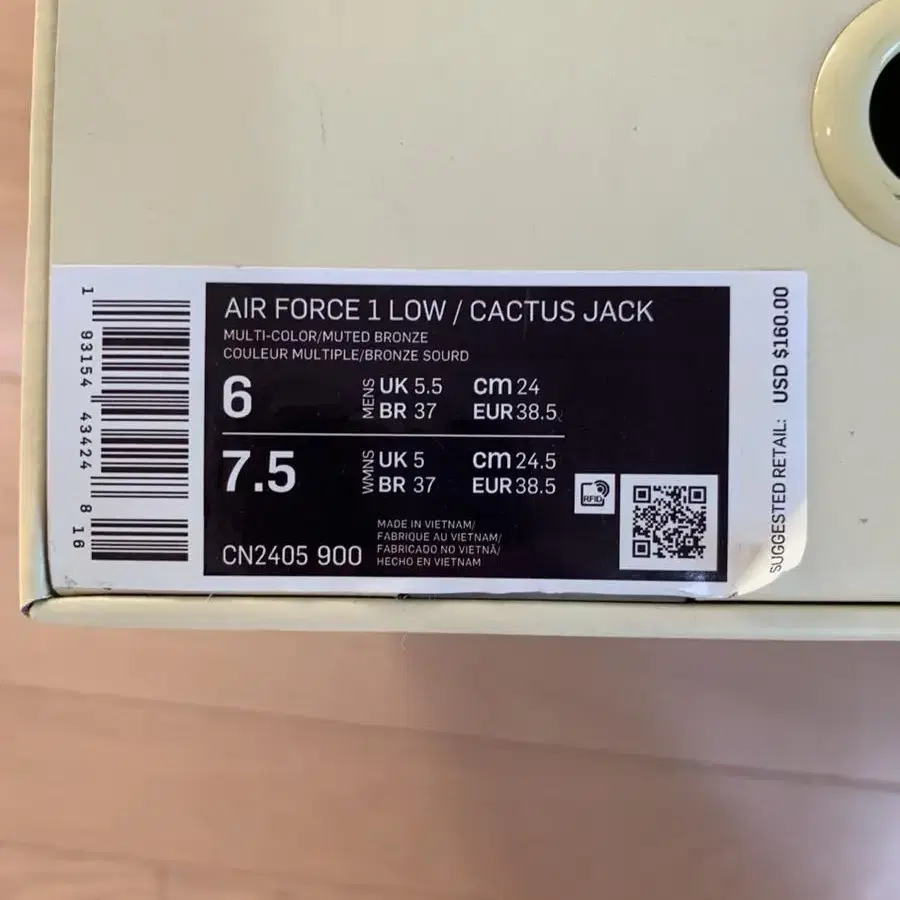 AIR FORCE 1 LOW / CACTUS JACK
MULTI-COLOR/MUTED BRONZE
COULEUR MULTIPLE/BRONZE SOURD
6
MENS
UK 5.5 cm 24
BR 37 EUR 38.5
7.5
WMNS
UK 5 cm 24.5
BR 37 EUR 38.5
RFID
CN2405 900
MADE IN VIETNAM/
FABRIQUE AU VIETNAM/
FABRICADO NO VIETNÃ/
HECHO EN VIETNAM
1 93154 43424 8 16
SUGGESTED RETAIL: USD $160.00